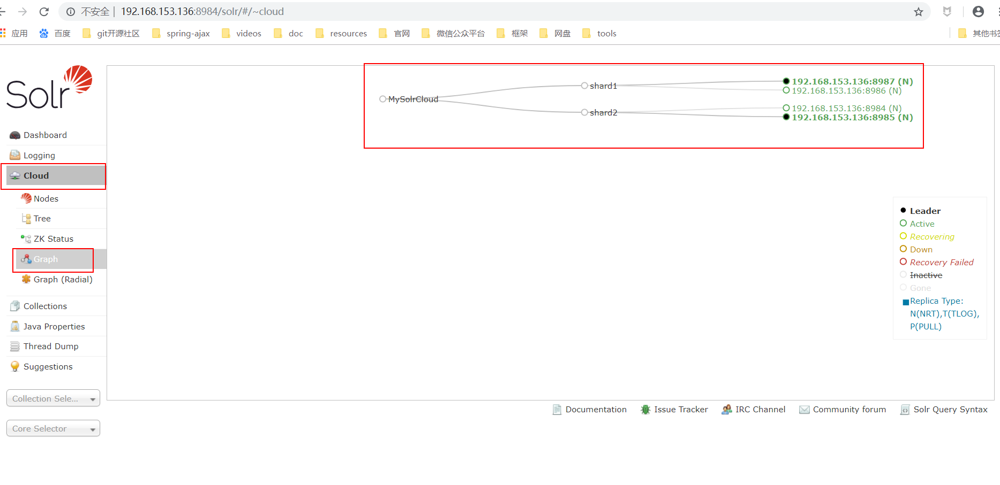 不安全 | 192.168.153.136:8984/solr/#/~cloud
应用 百度 git开源社区 spring-ajax videos doc resources 官网 微信公众平台 框架 网盘 tools 其他书签
Solr
Dashboard
Logging
Cloud
Nodes
Tree
ZK Status
Graph
Graph (Radial)
Collections
Java Properties
Thread Dump
Suggestions
Collection Sele...
Core Selector
MySolrCloud
shard1
shard2
192.168.153.136:8987 (N)
192.168.153.136:8986 (N)
192.168.153.136:8984 (N)
192.168.153.136:8985 (N)
Leader
Active
Recovering
Down
Recovery Failed
Inactive
Gone
Replica Type:
N(NRT),T(TLOG),
P(PULL)
Documentation Issue Tracker IRC Channel Community forum Solr Query Syntax